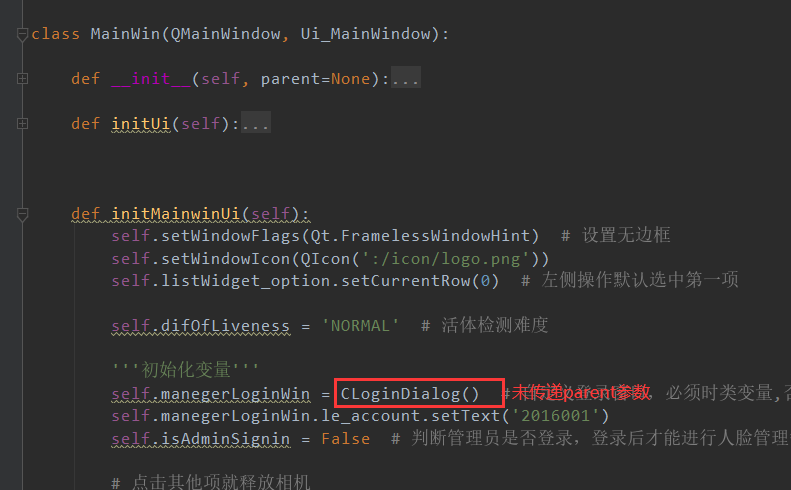 class MainWin(QMainWindow, Ui_MainWindow):
def __init__(self, parent=None):...
def initUi(self):...
def initMainwinUi(self):
self.setWindowFlags(Qt.FramelessWindowHint)  # 设置无边框
self.setWindowIcon(QIcon(':/icon/logo.png'))
self.listWidget_option.setCurrentRow(0)  # 左侧操作默认选中第一项
self.difOfLiveness = 'NORMAL'  # 活体检测难度
'''初始化变量'''
self.manegerLoginWin = CLoginDialog()  # 未传递parent参数, 必须时类变量,否
self.manegerLoginWin.le_account.setText('2016001')
self.isAdminSignin = False  # 判断管理员是否登录，登录后才能进行人脸管理
# 点击其他项就释放相机